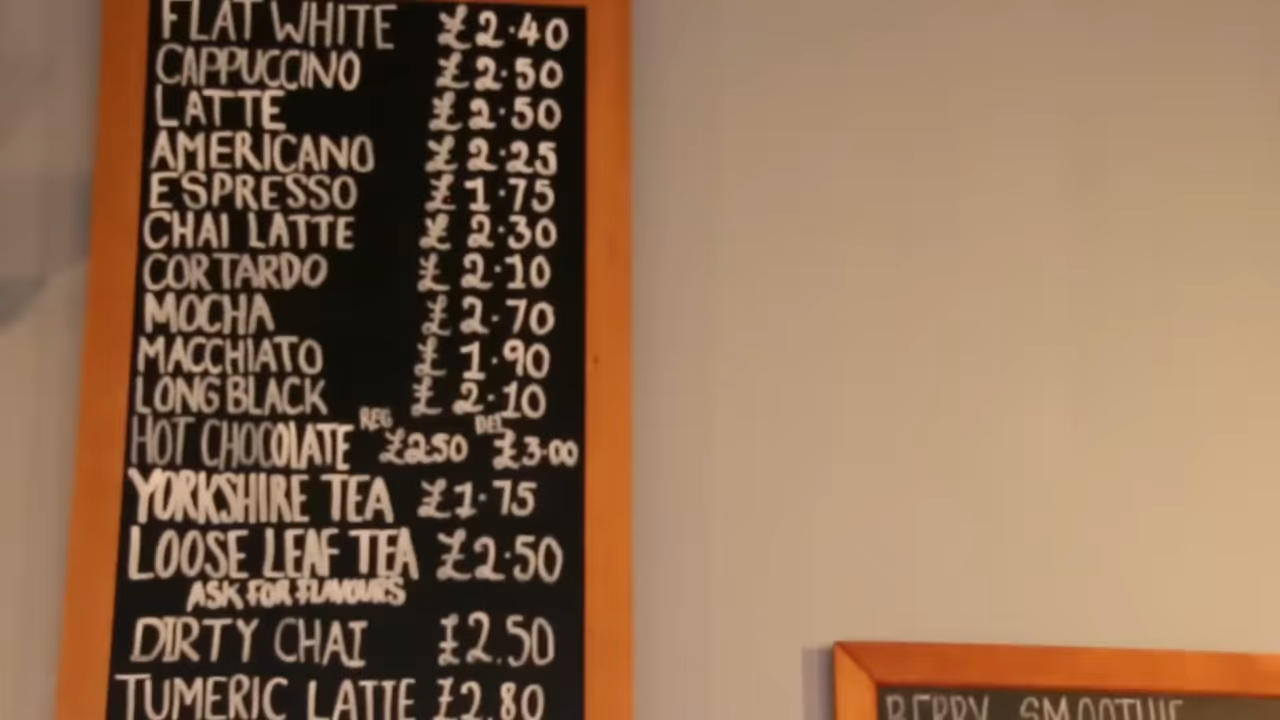 FLAT WHITE £2.40
CAPPUCCINO £2.50
LATTE £2.50
AMERICANO £2.25
ESPRESSO £1.75
CHAI LATTE £2.30
CORTARDO £2.10
MOCHA £2.70
MACCHIATO £1.90
LONG BLACK £2.10
REG DEL
HOT CHOCOLATE £2.50 £3.00
YORKSHIRE TEA £1.75
LOOSE LEAF TEA £2.50
ASK FOR FLAVOURS
DIRTY CHAI £2.50
TUMERIC LATTE £2.80
BERRY SMOOTHIE